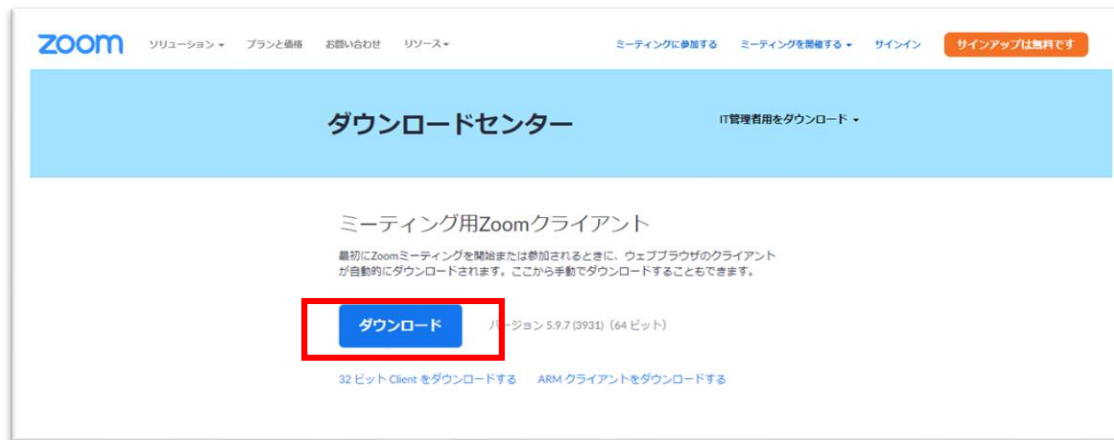 zoom ソリューション プランと価格 お問い合わせ リソース ミーティングに参加する ミーティングを開催する サインイン サインアップは無料です
ダウンロードセンター IT管理者用をダウンロード
ミーティング用Zoomクライアント
最初にZoomミーティングを開始または参加されるときに、ウェブブラウザのクライアント
が自動的にダウンロードされます。ここから手動でダウンロードすることもできます。
ダウンロード バージョン 5.9.7 (3931) (64 ビット)
32 ビット Client をダウンロードする ARM クライアントをダウンロードする